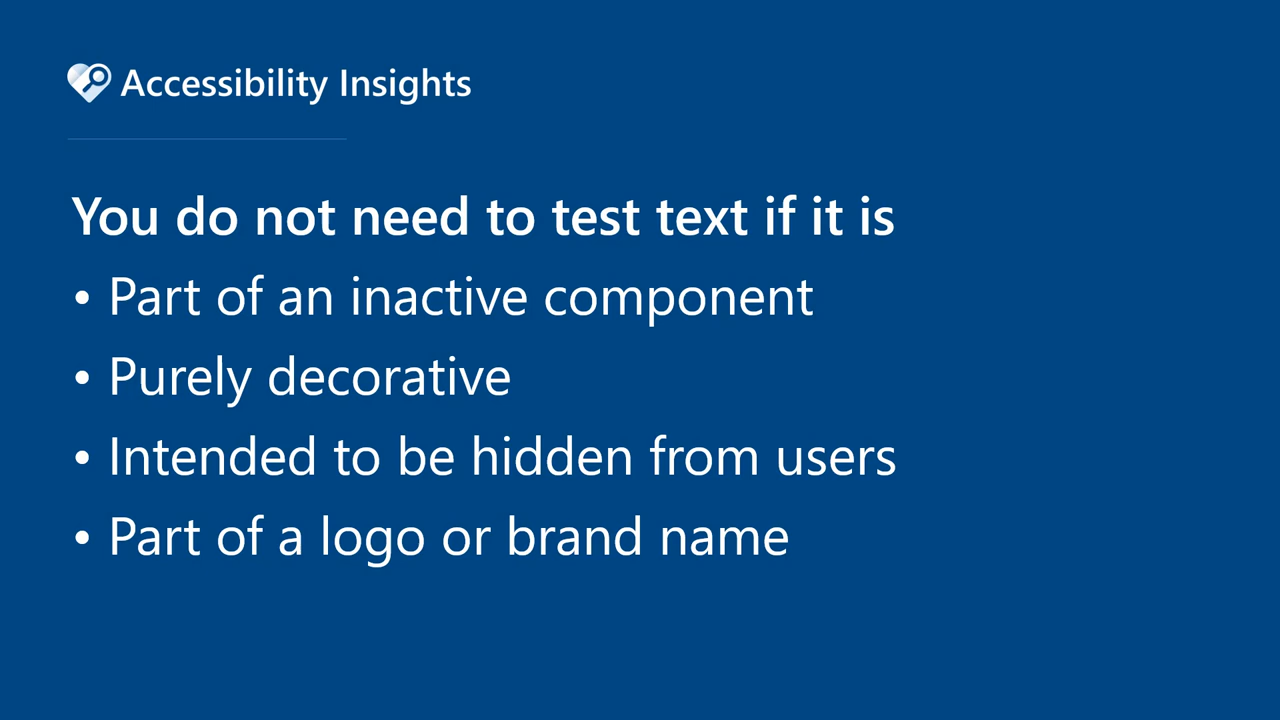 Accessibility Insights
You do not need to test text if it is
• Part of an inactive component
• Purely decorative
• Intended to be hidden from users
• Part of a logo or brand name